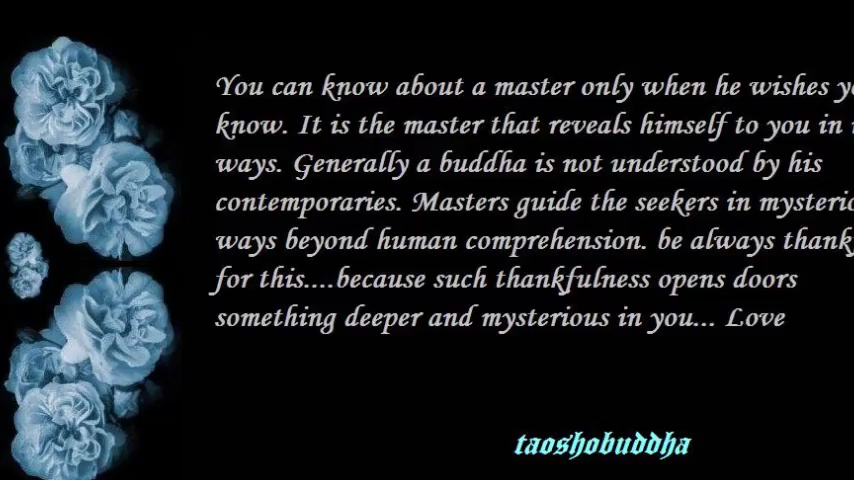 You can know about a master only when he wishes yo
know. It is the master that reveals himself to you in
ways. Generally a buddha is not understood by his
contemporaries. Masters guide the seekers in mysterio
ways beyond human comprehension. be always thank
for this....because such thankfulness opens doors
something deeper and mysterious in you... Love
taoshobuddha